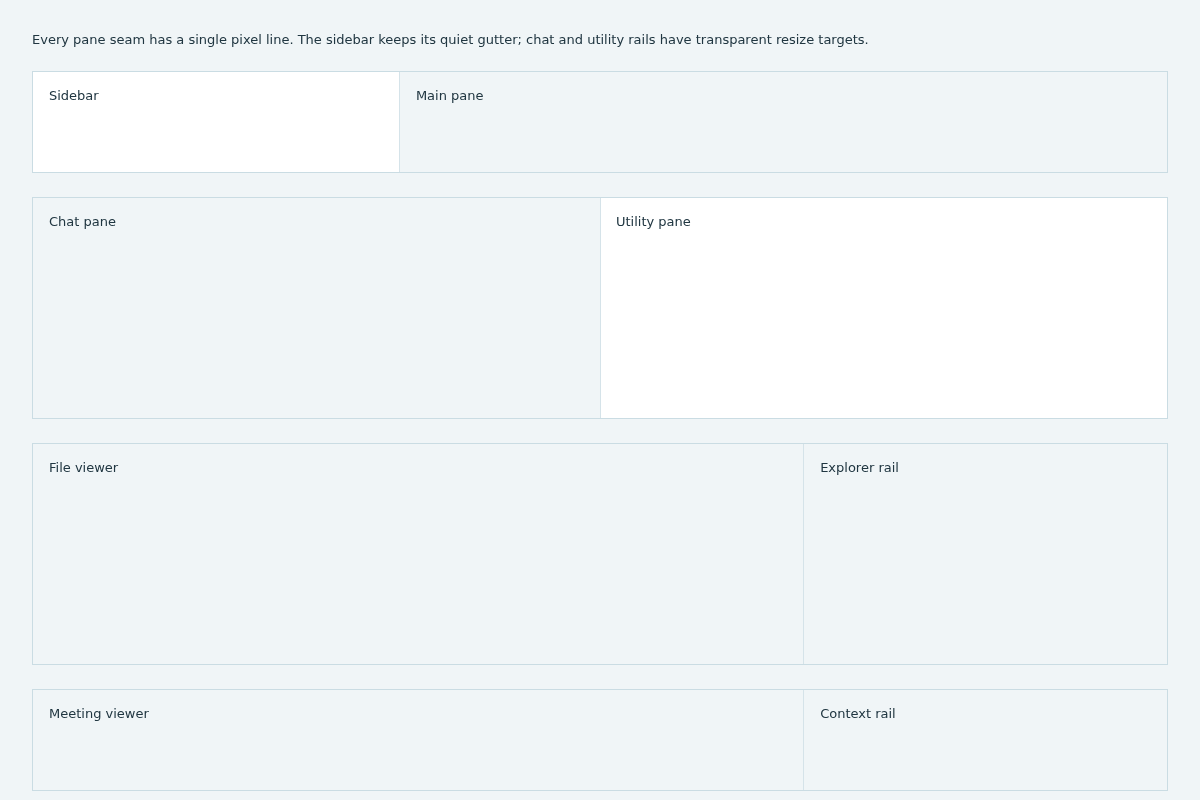 Every pane seam has a single pixel line. The sidebar keeps its quiet gutter; chat and utility rails have transparent resize targets.
Sidebar
Main pane
Chat pane
Utility pane
File viewer
Explorer rail
Meeting viewer
Context rail